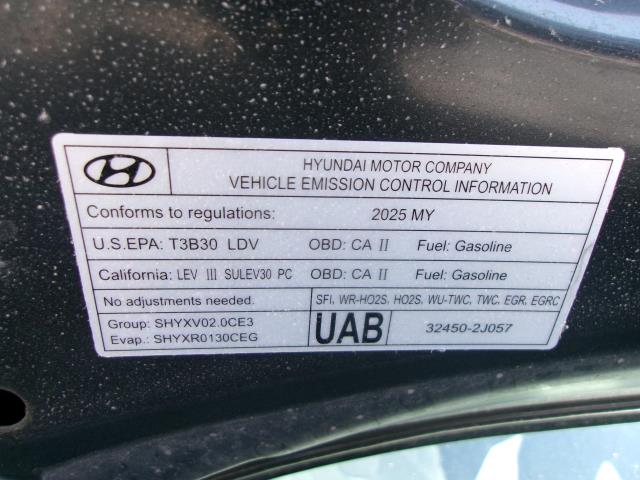 HYUNDAI MOTOR COMPANY
VEHICLE EMISSION CONTROL INFORMATION
Conforms to regulations: 2025 MY
U.S.EPA: T3B30 LDV OBD: CA II Fuel: Gasoline
California: LEV III SULEV30 PC OBD: CA II Fuel: Gasoline
No adjustments needed. SFI, WR-HO2S, HO2S, WU-TWC, TWC, EGR, EGRC
Group: SHYXV02.0CE3
Evap.: SHYXR0130CEG
UAB 32450-2J057